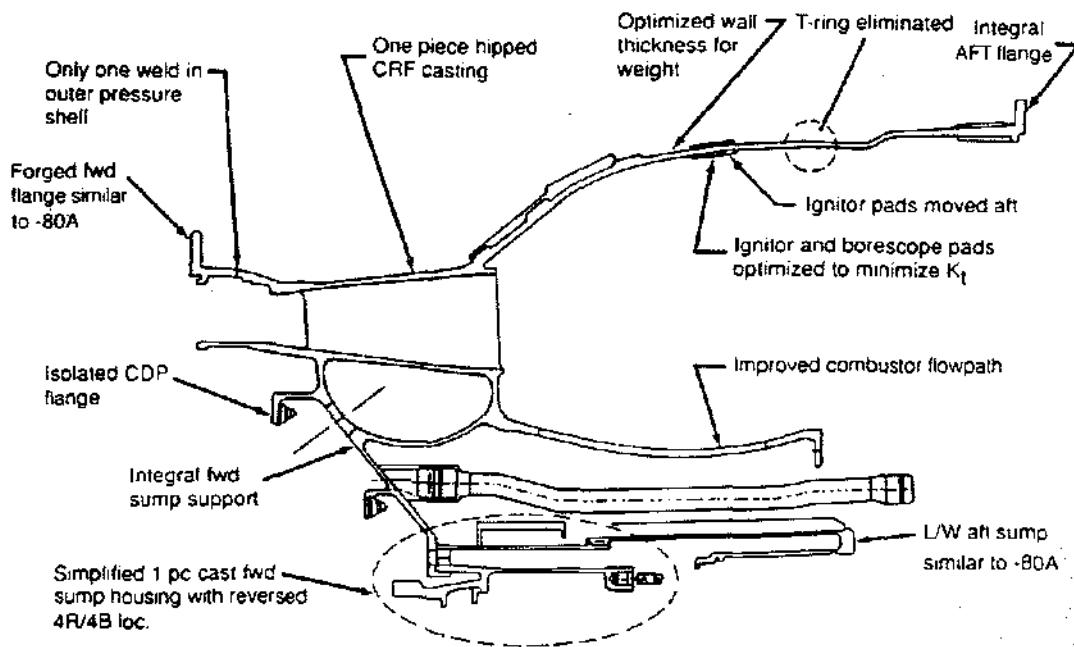 Optimized wall
thickness for
weight
T-ring eliminated
Integral
AFT flange
One piece hipped
CRF casting
Only one weld in
outer pressure
shell
Forged fwd
flange similar
to -80A
Ignitor pads moved aft
Ignitor and borescope pads
optimized to minimize Kt
Isolated CDP
flange
Improved combustor flowpath
Integral fwd
sump support
L/W aft sump
similar to -80A
Simplified 1 pc cast fwd
sump housing with reversed
4R/4B loc.